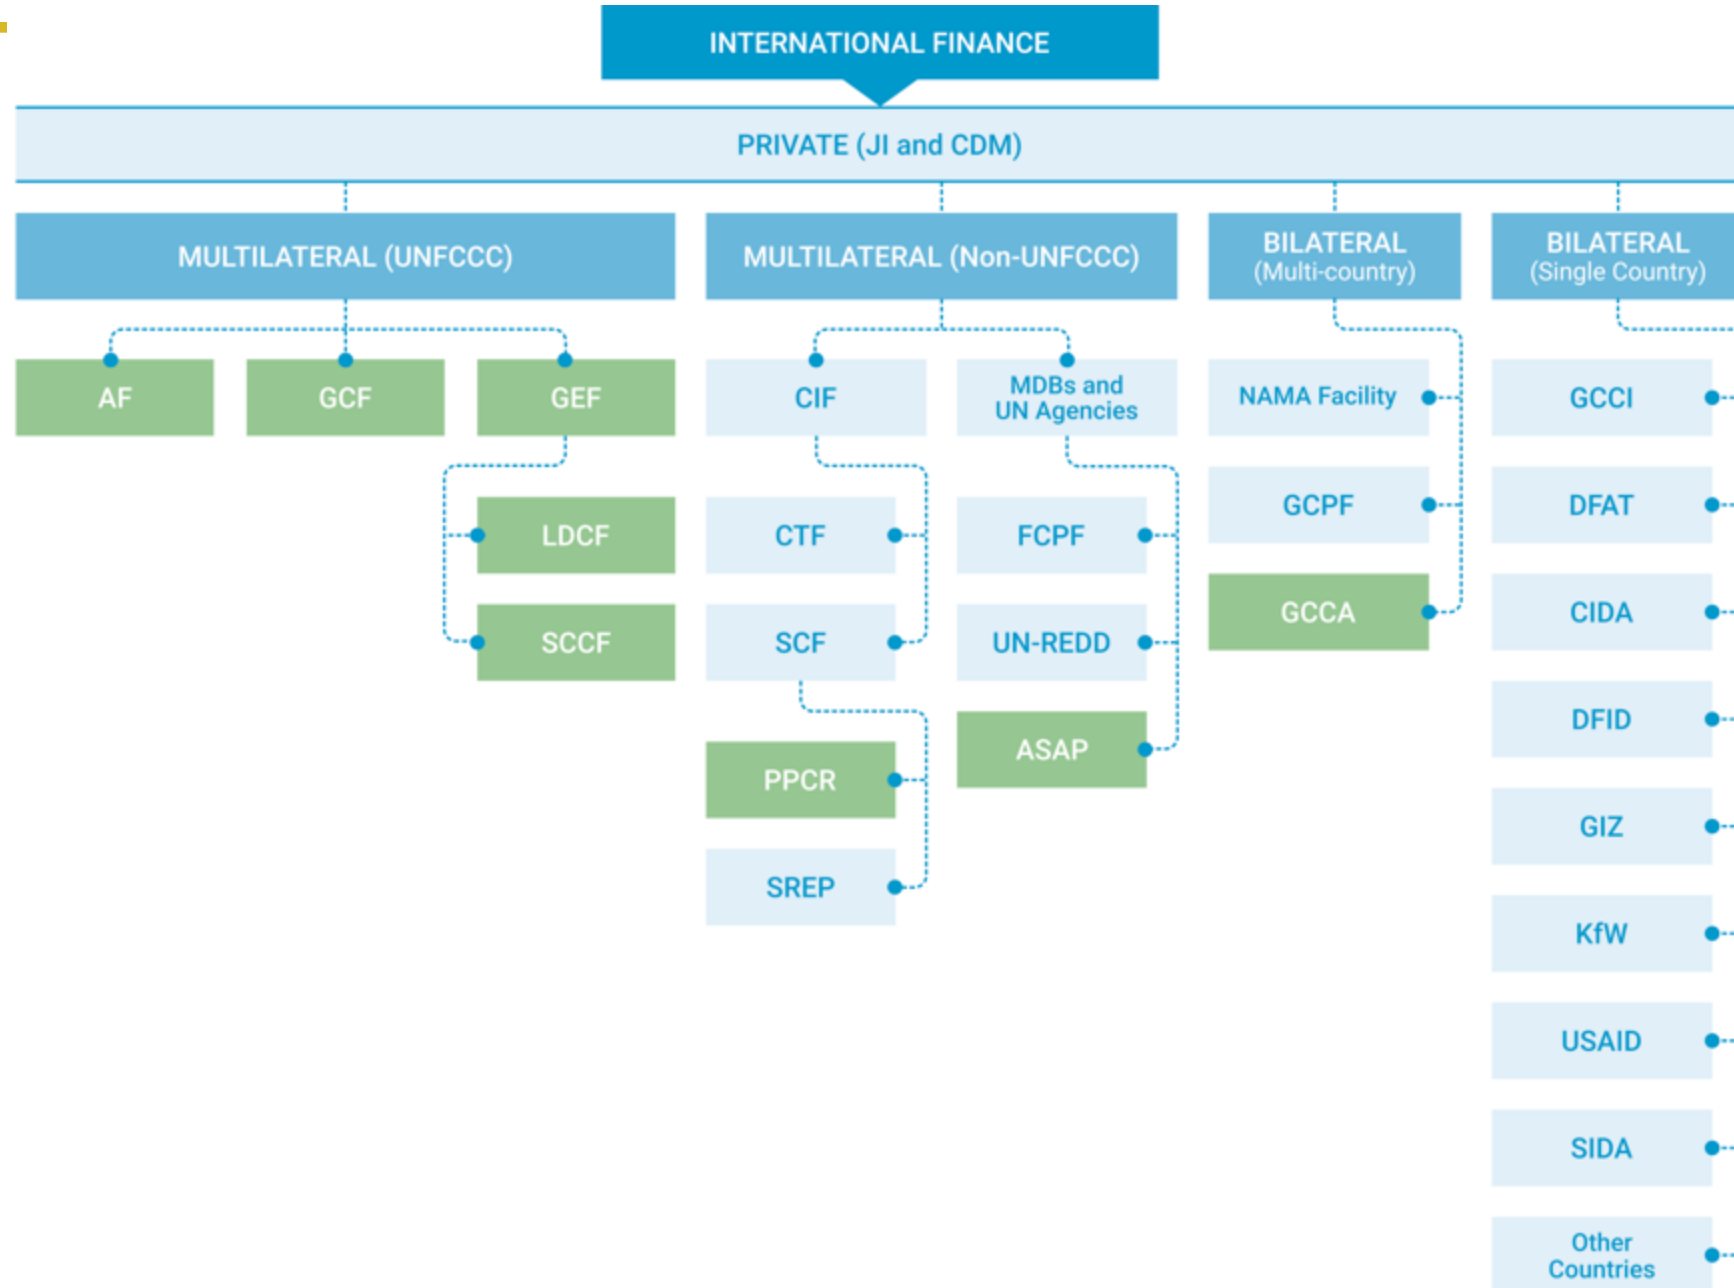 INTERNATIONAL FINANCE
PRIVATE (JI and CDM)
MULTILATERAL (UNFCCC)
MULTILATERAL (Non-UNFCCC)
BILATERAL
(Multi-country)
BILATERAL
(Single Country)
AF
GCF
GEF
LDCF
SCCF
CIF
CTF
SCF
PPCR
SREP
MDBs and
UN Agencies
FCPF
UN-REDD
ASAP
NAMA Facility
GCPF
GCCA
GCCI
DFAT
CIDA
DFID
GIZ
KfW
USAID
SIDA
Other
Countries